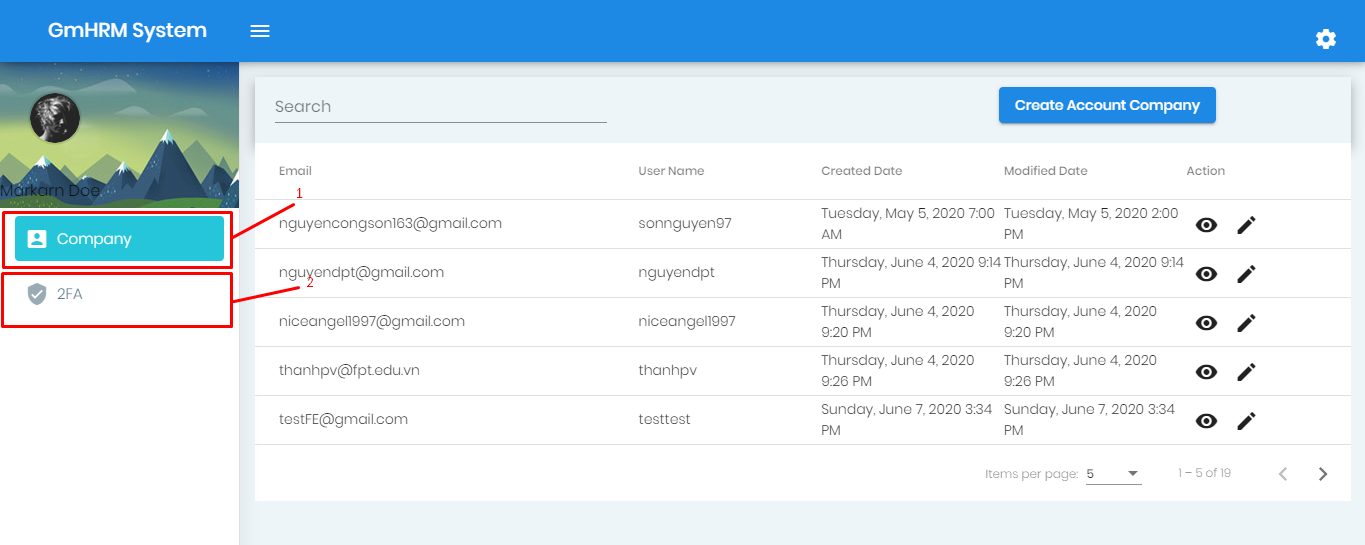 GmHRM System
Search
Create Account Company
Markarn Doe
Email User Name Created Date Modified Date Action
1
Company
2
2FA
nguyencongson163@gmail.com sonnguyen97 Tuesday, May 5, 2020 7:00 Tuesday, May 5, 2020 2:00
AM PM
nguyendpt@gmail.com nguyendpt Thursday, June 4, 2020 9:14 Thursday, June 4, 2020 9:14
PM PM
niceangel1997@gmail.com niceangel1997 Thursday, June 4, 2020 Thursday, June 4, 2020
9:20 PM 9:20 PM
thanhpv@fpt.edu.vn thanhpv Thursday, June 4, 2020 Thursday, June 4, 2020
9:26 PM 9:26 PM
testFE@gmail.com testtest Sunday, June 7, 2020 3:34 Sunday, June 7, 2020 3:34
PM PM
Items per page: 5 1 – 5 of 19